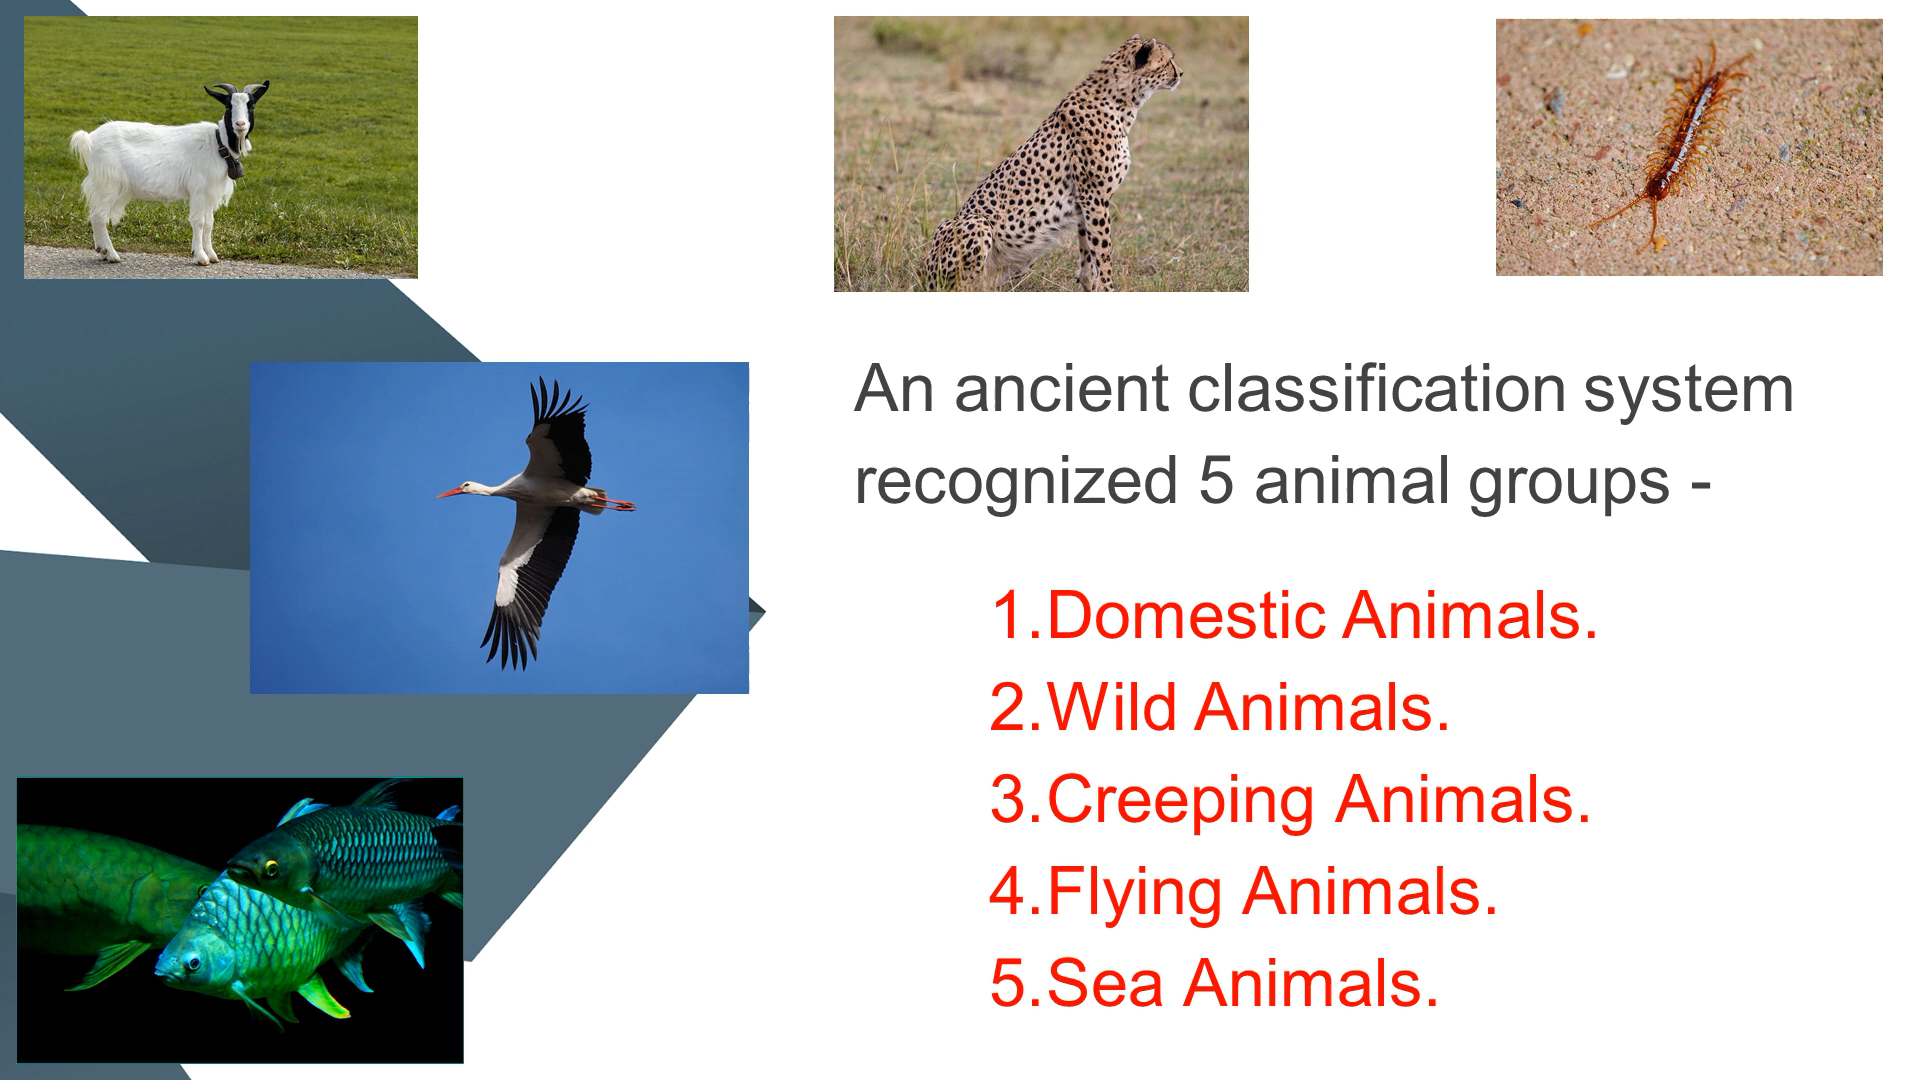 An ancient classification system
recognized 5 animal groups -
1.Domestic Animals.
2.Wild Animals.
3.Creeping Animals.
4.Flying Animals.
5.Sea Animals.